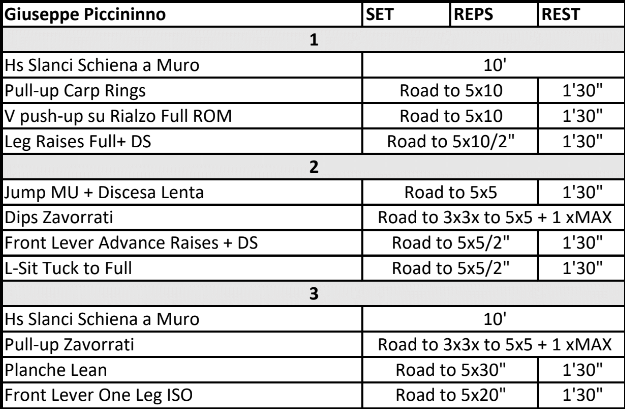 Giuseppe Piccininno SET REPS REST
1
Hs Slanci Schiena a Muro 10'
Pull-up Carp Rings Road to 5x10 1'30"
V push-up su Rialzo Full ROM Road to 5x10 1'30"
Leg Raises Full+ DS Road to 5x10/2" 1'30"
2
Jump MU + Discesa Lenta Road to 5x5 1'30"
Dips Zavorrati Road to 3x3x to 5x5 + 1 xMAX
Front Lever Advance Raises + DS Road to 5x5/2" 1'30"
L-Sit Tuck to Full Road to 5x5/2" 1'30"
3
Hs Slanci Schiena a Muro 10'
Pull-up Zavorrati Road to 3x3x to 5x5 + 1 xMAX
Planche Lean Road to 5x30" 1'30"
Front Lever One Leg ISO Road to 5x20" 1'30"